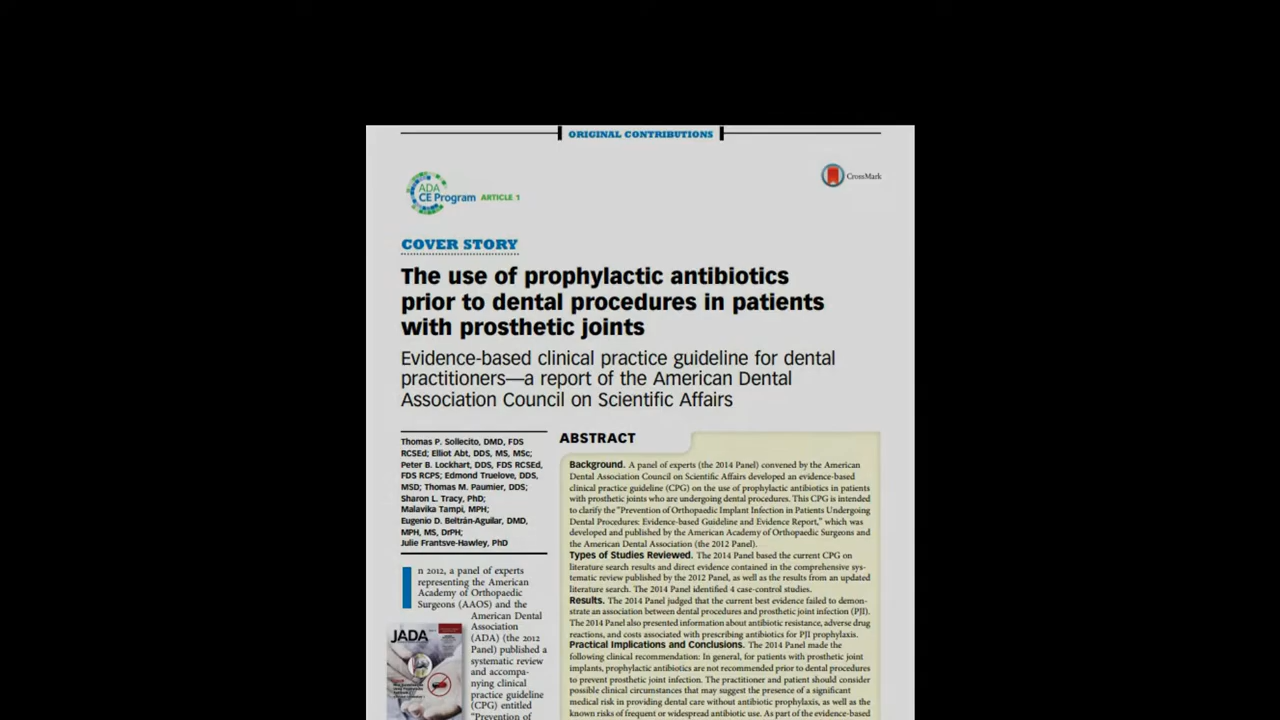 ORIGINAL CONTRIBUTIONS
ADA
CE Program ARTICLE 1
CrossMark
COVER STORY
The use of prophylactic antibiotics
prior to dental procedures in patients
with prosthetic joints
Evidence-based clinical practice guideline for dental
practitioners—a report of the American Dental
Association Council on Scientific Affairs
Thomas P. Sollecito, DMD, FDS
RCSEd; Elliot Abt, DDS, MS, MSc;
Peter B. Lockhart, DDS, FDS RCSEd,
FDS RCPS; Edmond Truelove, DDS,
MSD; Thomas M. Paumier, DDS;
Sharon L. Tracy, PhD;
Malavika Tampi, MPH;
Eugenio D. Beltrán-Aguilar, DMD,
MPH, MS, DrPH;
Julie Frantsve-Hawley, PhD
In 2012, a panel of experts
representing the American
Academy of Orthopaedic
Surgeons (AAOS) and the
American Dental
Association
(ADA) (the 2012
Panel) published a
systematic review
and accompa-
nying clinical
practice guideline
(CPG) entitled
"Prevention of
JADA
ABSTRACT
Background. A panel of experts (the 2014 Panel) convened by the American
Dental Association Council on Scientific Affairs developed an evidence-based
clinical practice guideline (CPG) on the use of prophylactic antibiotics in patients
with prosthetic joints who are undergoing dental procedures. This CPG is intended
to clarify the "Prevention of Orthopaedic Implant Infection in Patients Undergoing
Dental Procedures: Evidence-based Guideline and Evidence Report," which was
developed and published by the American Academy of Orthopaedic Surgeons and
the American Dental Association (the 2012 Panel).
Types of Studies Reviewed. The 2014 Panel based the current CPG on
literature search results and direct evidence contained in the comprehensive sys-
tematic review published by the 2012 Panel, as well as the results from an updated
literature search. The 2014 Panel identified 4 case-control studies.
Results. The 2014 Panel judged that the current best evidence failed to demon-
strate an association between dental procedures and prosthetic joint infection (PJI).
The 2014 Panel also presented information about antibiotic resistance, adverse drug
reactions, and costs associated with prescribing antibiotics for PJI prophylaxis.
Practical Implications and Conclusions. The 2014 Panel made the
following clinical recommendation: In general, for patients with prosthetic joint
implants, prophylactic antibiotics are not recommended prior to dental procedures
to prevent prosthetic joint infection. The practitioner and patient should consider
possible clinical circumstances that may suggest the presence of a significant
medical risk in providing dental care without antibiotic prophylaxis, as well as the
known risks of frequent or widespread antibiotic use. As part of the evidence-based